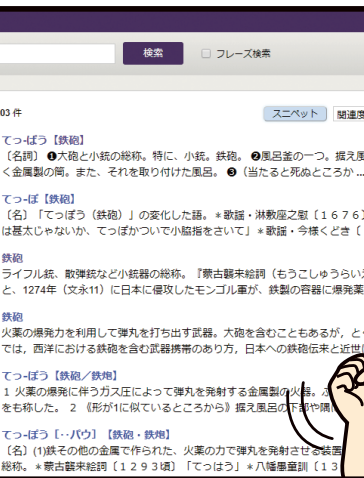 検索 フレーズ検索
03 件 スニペット 関連度
てっ‐ぽう【鉄砲】
〔名詞〕❶大砲と小銃の総称。特に、小銃。鉄砲。❷風呂釜の一つ。据え風
く金属製の筒。また、それを取り付けた風呂。❸（当たると死ぬところか ...
てっ‐ぽ【鉄砲】
〔名〕「てっぽう（鉄砲）」の変化した語。＊歌謡・淋敷座之慰〔１６７６〕
は甚太じゃないか、てっぽかついで小脇指をさいて」＊歌謡・今様くどき〔
鉄砲
ライフル銃、散弾銃など小銃器の総称。『蒙古襲来絵詞（もうこしゅうらいえ
と、1274年（文永11）に日本に侵攻したモンゴル軍が、鉄製の容器に爆発薬
鉄砲
火薬の爆発力を利用して弾丸を打ち出す武器。大砲を含むこともあるが，と
では，西洋における鉄砲を含む武器携帯のあり方，日本への鉄砲伝来と近世
てっ‐ぽう【鉄砲／鉄炮】
１ 火薬の爆発に伴うガス圧によって弾丸を発射する金属製の火器。
をも称した。２ 《形が1に似ているところから》据え風呂の下部や隅
てっ‐ぽう［‥パウ］【鉄砲・鉄炮】
〔名〕(1)鉄その他の金属で作られた、火薬の力で弾丸を発射させる装置
総称。＊蒙古襲来絵詞〔１２９３頃〕「てつはう」＊八幡愚童訓〔１３